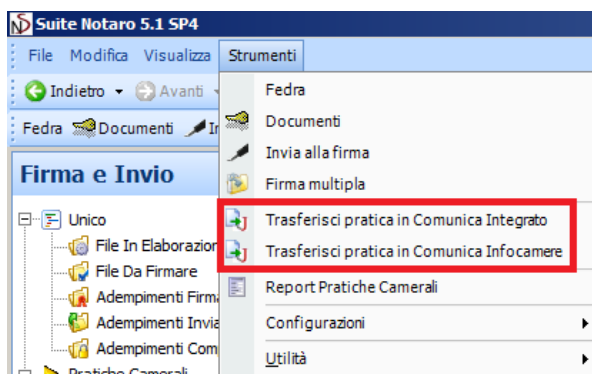 Suite Notaro 5.1 SP4
File Modifica Visualizza Strumenti
Indietro Avanti
Fedra Documenti
Firma e Invio
Unico
File In Elaborazion
File Da Firmare
Adempimenti Firma
Adempimenti Invia
Adempimenti Com
Pratiche Camerali
Fedra
Documenti
Invia alla firma
Firma multipla
Trasferisci pratica in Comunica Integrato
Trasferisci pratica in Comunica Infocamere
Report Pratiche Camerali
Configurazioni
Utilità